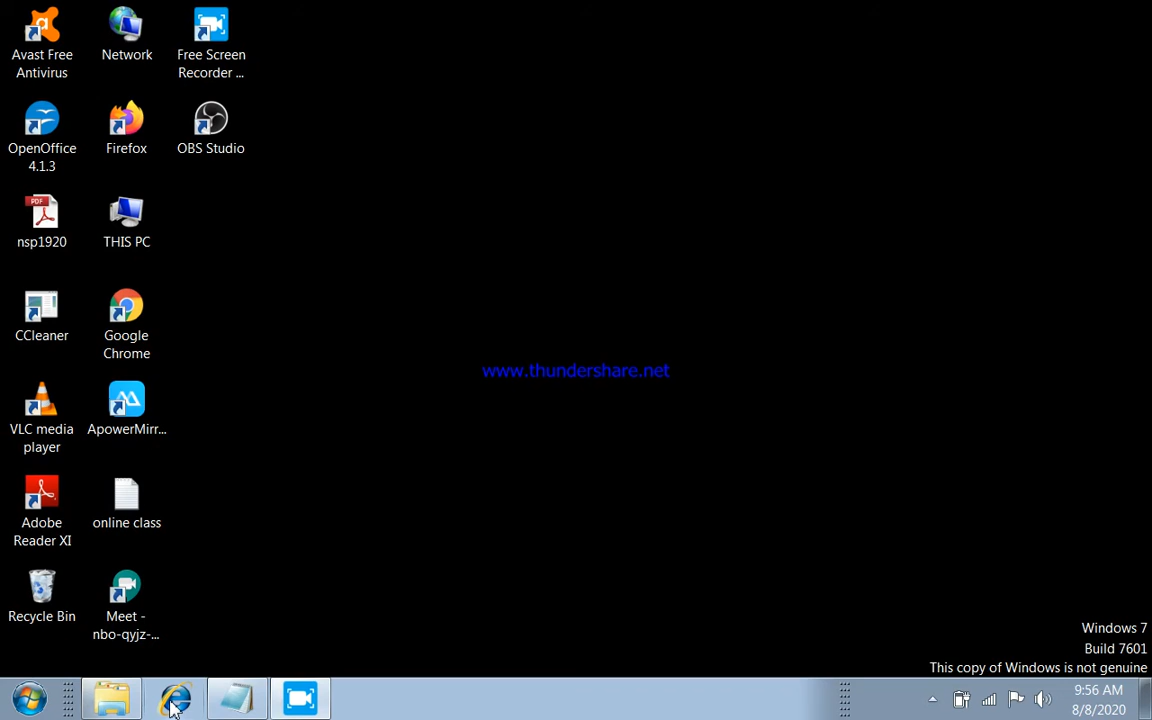 Avast Free
Antivirus
Network
Free Screen
Recorder ...
OpenOffice
4.1.3
Firefox
OBS Studio
PDF
nsp1920
THIS PC
CCleaner
Google
Chrome
www.thundershare.net
VLC media
player
ApowerMirr...
Adobe
Reader XI
online class
Recycle Bin
Meet -
nbo-qyjz-...
Windows 7
Build 7601
This copy of Windows is not genuine
9:56 AM
8/8/2020